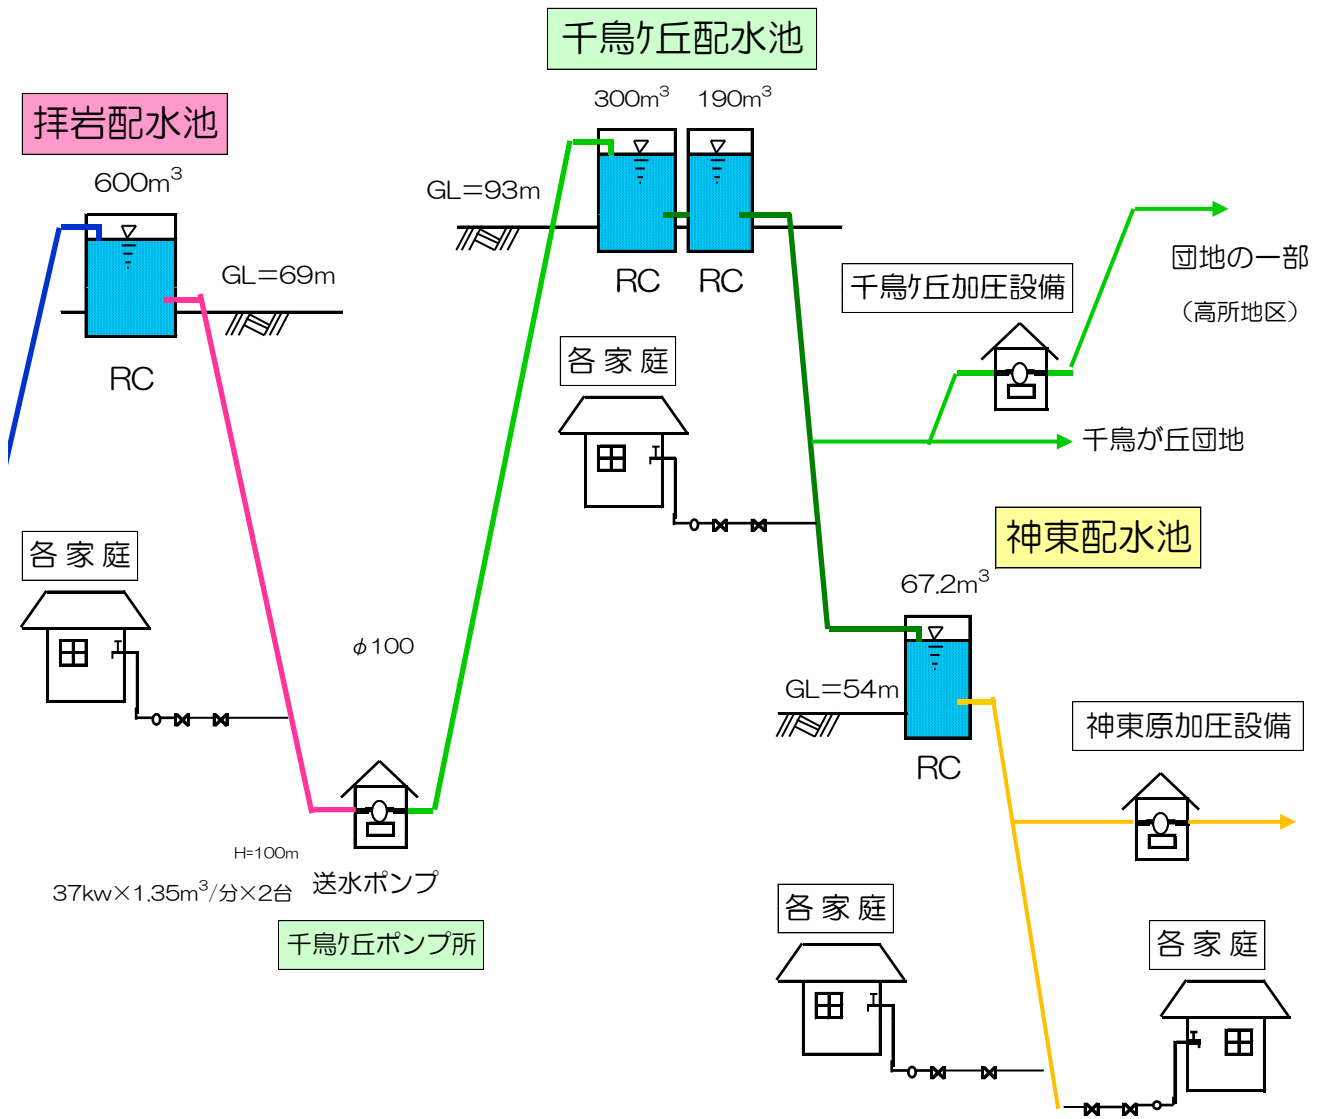 千鳥ヶ丘配水池
300m³
190m³
拝岩配水池
600m³
GL=93m
GL=69m
RC
RC
RC
団地の一部
（高所地区）
千鳥ヶ丘加圧設備
各家庭
千鳥が丘団地
神東配水池
67.2m³
各家庭
φ100
GL=54m
RC
神東原加圧設備
H=100m
37kw×1.35m³/分×2台
送水ポンプ
千鳥ヶ丘ポンプ所
各家庭
各家庭